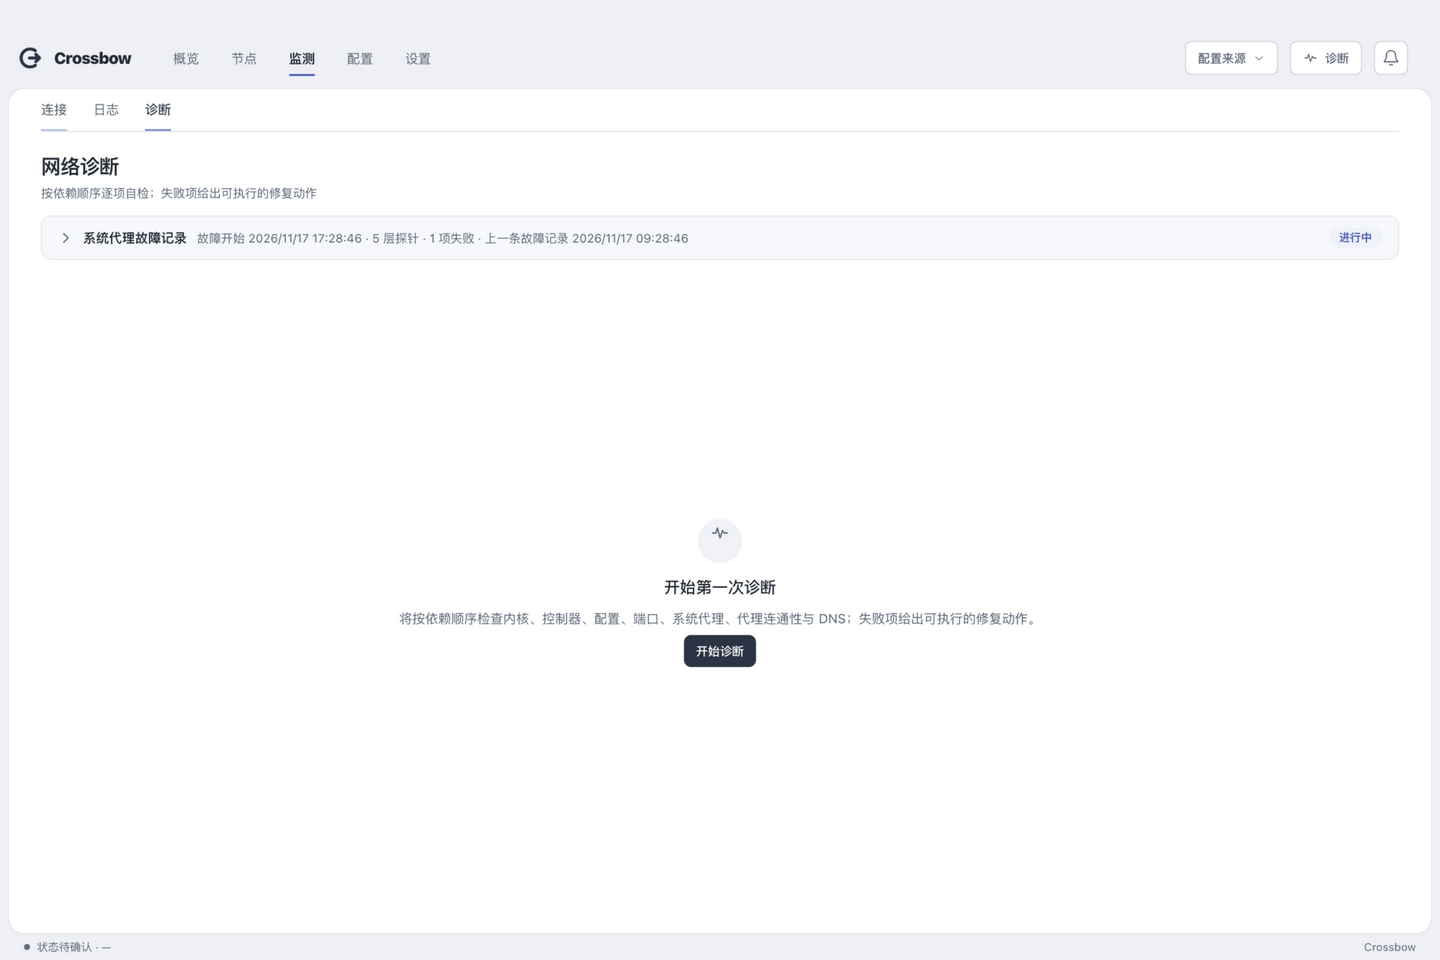 Crossbow 概览 节点 监测 配置 设置 配置来源 诊断
连接 日志 诊断
网络诊断
按依赖顺序逐项自检；失败项给出可执行的修复动作
系统代理故障记录 故障开始 2026/11/17 17:28:46 · 5 层探针 · 1 项失败 · 上一条故障记录 2026/11/17 09:28:46 进行中
开始第一次诊断
将按依赖顺序检查内核、控制器、配置、端口、系统代理、代理连通性与 DNS；失败项给出可执行的修复动作。
开始诊断
状态待确认 · — Crossbow